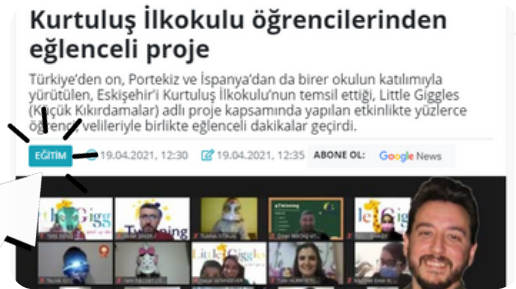 Kurtuluş İlkokulu öğrencilerinden
eğlenceli proje
Türkiye'den on, Portekiz ve İspanya'dan da birer okulun katılımıyla
yürütülen, Eskişehir'i Kurtuluş İlkokulu'nun temsil ettiği, Little Giggles
(Küçük Kıkırdamalar) adlı proje kapsamında yapılan etkinlikte yüzlerce
öğrenci, velileriyle birlikte eğlenceli dakikalar geçirdi.
EĞİTİM 19.04.2021, 12:30 19.04.2021, 12:35 ABONE OL: Google News